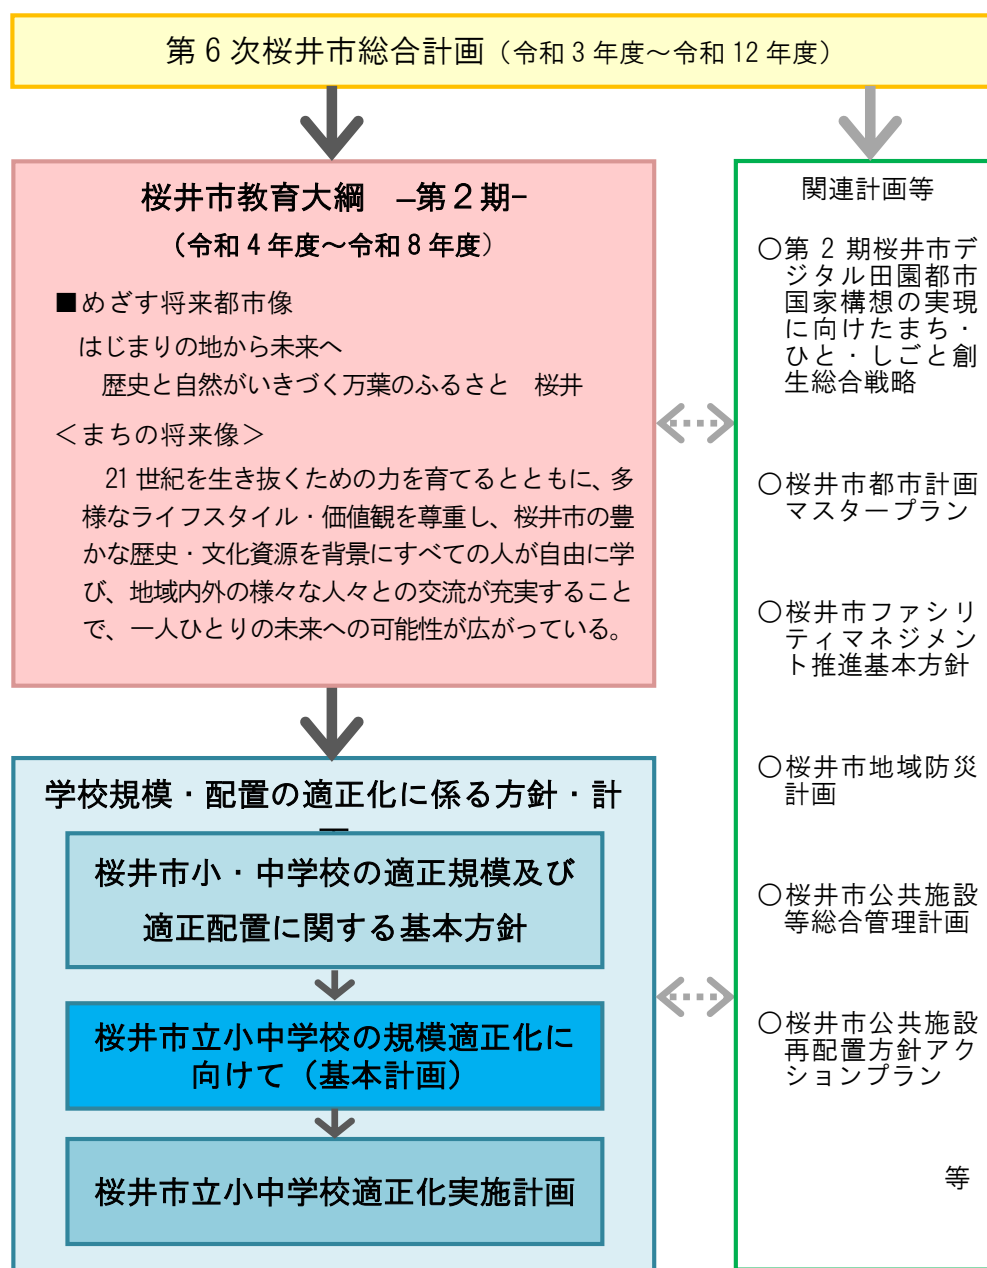 第６次桜井市総合計画（令和３年度～令和12年度）
桜井市教育大綱　–第２期–
（令和４年度～令和８年度）
■めざす将来都市像
はじまりの地から未来へ
歴史と自然がいきづく万葉のふるさと　桜井
＜まちの将来像＞
21世紀を生き抜くための力を育てるとともに、多
様なライフスタイル・価値観を尊重し、桜井市の豊
かな歴史・文化資源を背景にすべての人が自由に学
び、地域内外の様々な人々との交流が充実すること
で、一人ひとりの未来への可能性が広がっている。
学校規模・配置の適正化に係る方針・計
桜井市小・中学校の適正規模及び
適正配置に関する基本方針
桜井市立小中学校の規模適正化に
向けて（基本計画）
桜井市立小中学校適正化実施計画
関連計画等
○第２期桜井市デ
ジタル田園都市
国家構想の実現
に向けたまち・
ひと・しごと創
生総合戦略
○桜井市都市計画
マスタープラン
○桜井市ファシリ
ティマネジメン
ト推進基本方針
○桜井市地域防災
計画
○桜井市公共施設
等総合管理計画
○桜井市公共施設
再配置方針アク
ションプラン
等